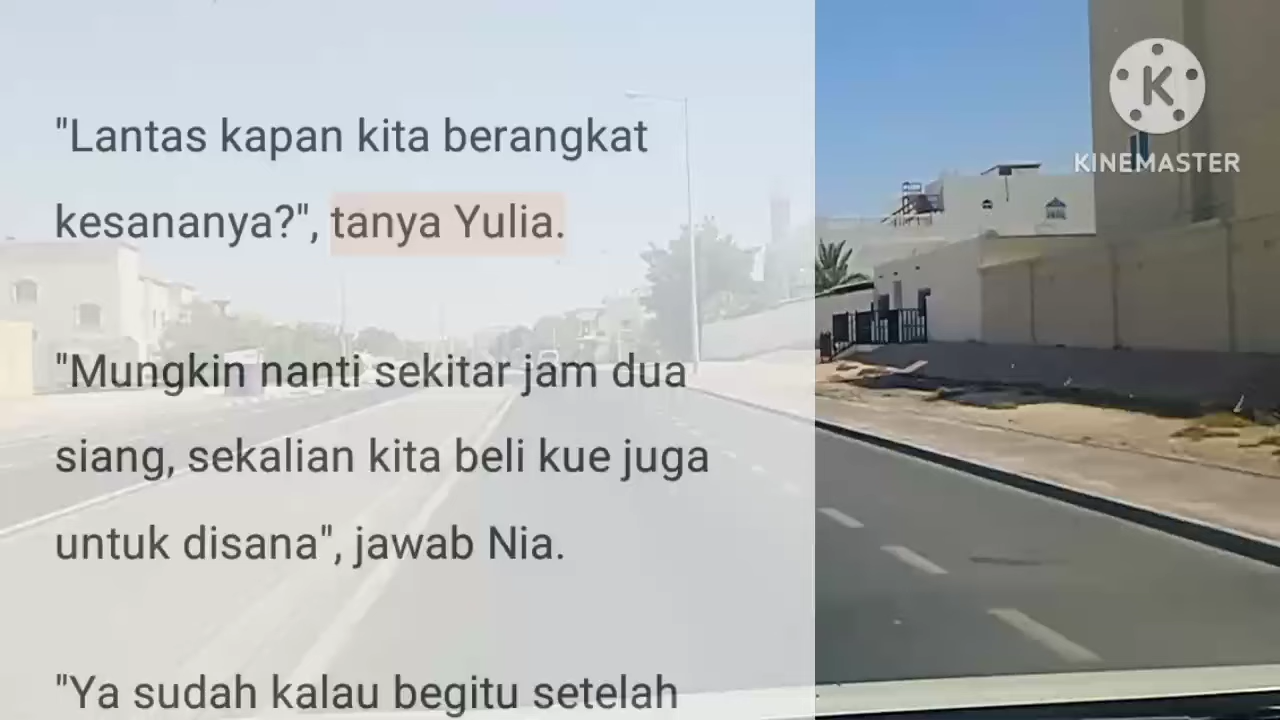 "Lantas kapan kita berangkat
kesananya?", tanya Yulia.
"Mungkin nanti sekitar jam dua
siang, sekalian kita beli kue juga
untuk disana", jawab Nia.
"Ya sudah kalau begitu setelah
K
KINEMASTER